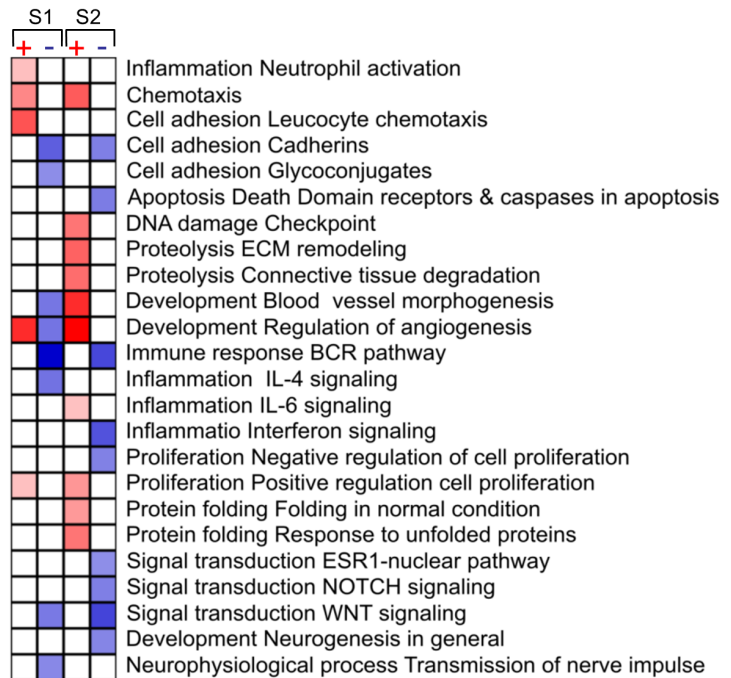 S1 S2
+ - + -
Inflammation Neutrophil activation
Chemotaxis
Cell adhesion Leucocyte chemotaxis
Cell adhesion Cadherins
Cell adhesion Glycoconjugates
Apoptosis Death Domain receptors & caspases in apoptosis
DNA damage Checkpoint
Proteolysis ECM remodeling
Proteolysis Connective tissue degradation
Development Blood vessel morphogenesis
Development Regulation of angiogenesis
Immune response BCR pathway
Inflammation IL-4 signaling
Inflammation IL-6 signaling
Inflammatio Interferon signaling
Proliferation Negative regulation of cell proliferation
Proliferation Positive regulation cell proliferation
Protein folding Folding in normal condition
Protein folding Response to unfolded proteins
Signal transduction ESR1-nuclear pathway
Signal transduction NOTCH signaling
Signal transduction WNT signaling
Development Neurogenesis in general
Neurophysiological process Transmission of nerve impulse